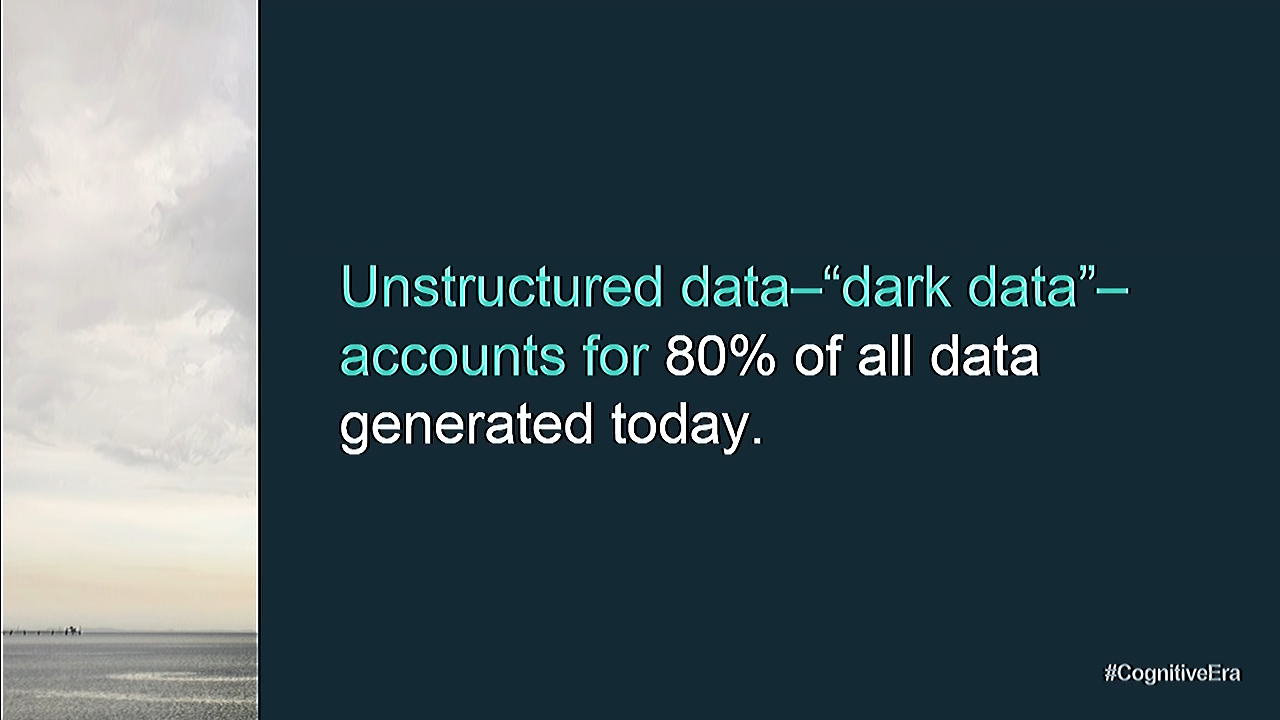 Unstructured data–“dark data”–
accounts for 80% of all data
generated today.
#CognitiveEra